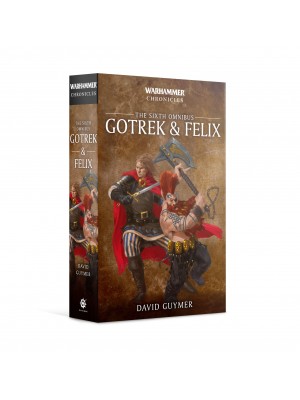 WARHAMMER
CHRONICLES
THE SIXTH OMNIBUS
GOTREK & FELIX
DAVID GUYMER
WARHAMMER
CHRONICLES
THE SIXTH
OMNIBUS
GOTREK
&
FELIX
DAVID
GUYMER